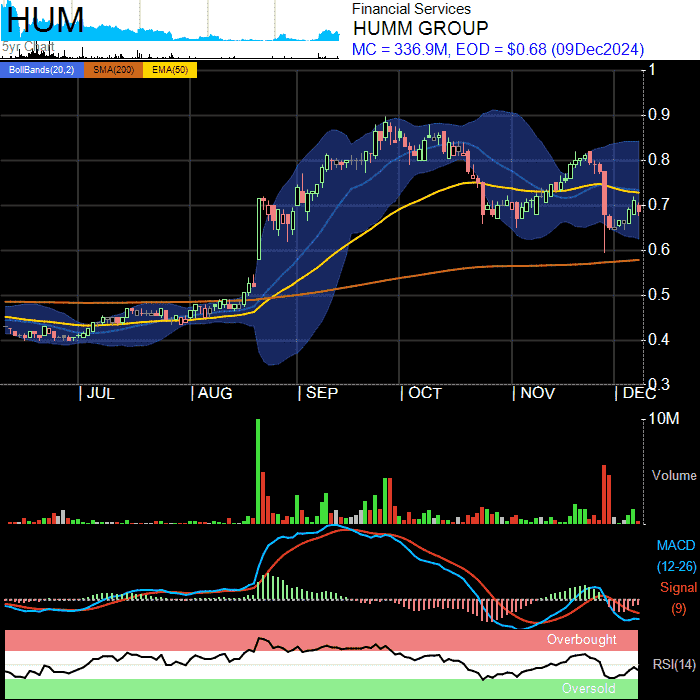 HUM
5yr Chart
Financial Services
HUMM GROUP
MC = 336.9M, EOD = $0.68 (09Dec2024)
BollBands(20,2) SMA(200) EMA(50)
1
0.9
0.8
0.7
0.6
0.5
0.4
0.3
JUL AUG SEP OCT NOV DEC
10M
Volume
MACD
(12-26)
Signal
(9)
Overbought
RSI(14)
Oversold